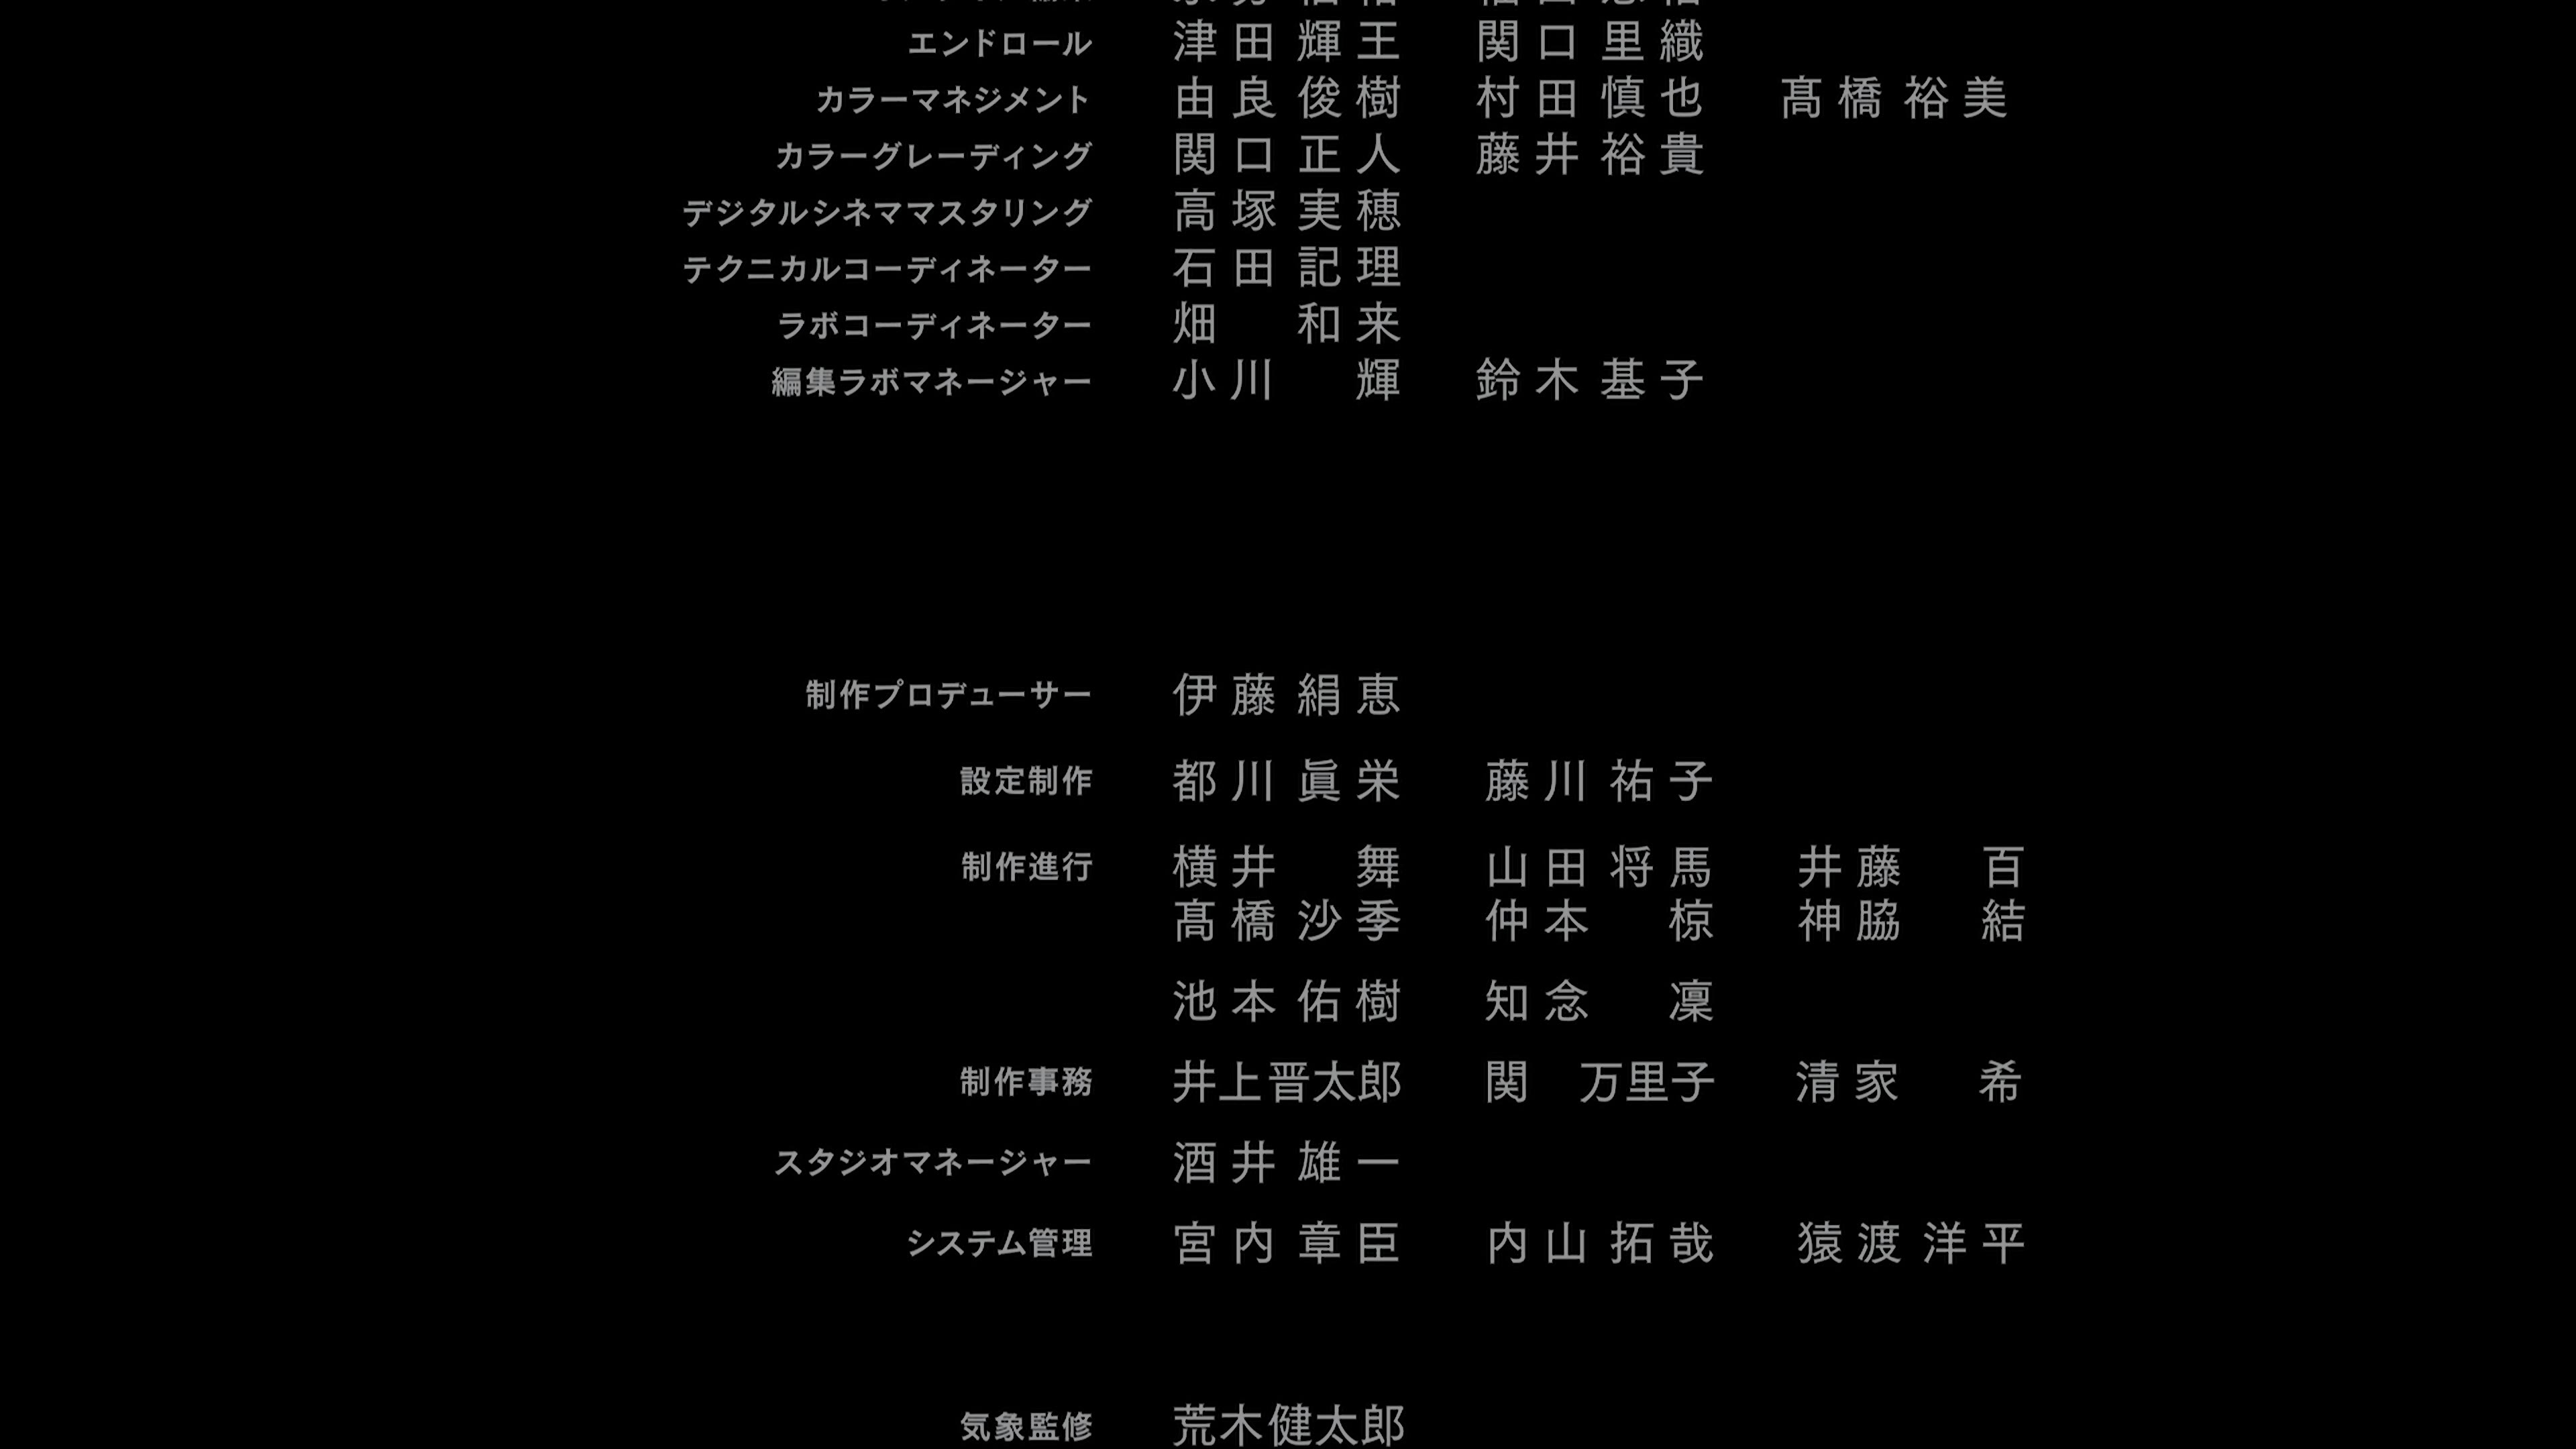 エンドロール 津田輝王 関口里織
カラーマネジメント 由良俊樹 村田慎也 髙橋裕美
カラーグレーディング 関口正人 藤井裕貴
デジタルシネママスタリング 高塚実穂
テクニカルコーディネーター 石田記理
ラボコーディネーター 畑 和来
編集ラボマネージャー 小川 輝 鈴木基子
制作プロデューサー 伊藤絹恵
設定制作 都川眞栄 藤川祐子
制作進行 横井 舞 山田将馬 井藤 百
髙橋沙季 仲本 椋 神脇 結
池本佑樹 知念 凜
制作事務 井上晋太郎 関 万里子 清家 希
スタジオマネージャー 酒井雄一
システム管理 宮内章臣 内山拓哉 猿渡洋平
気象監修 荒木健太郎